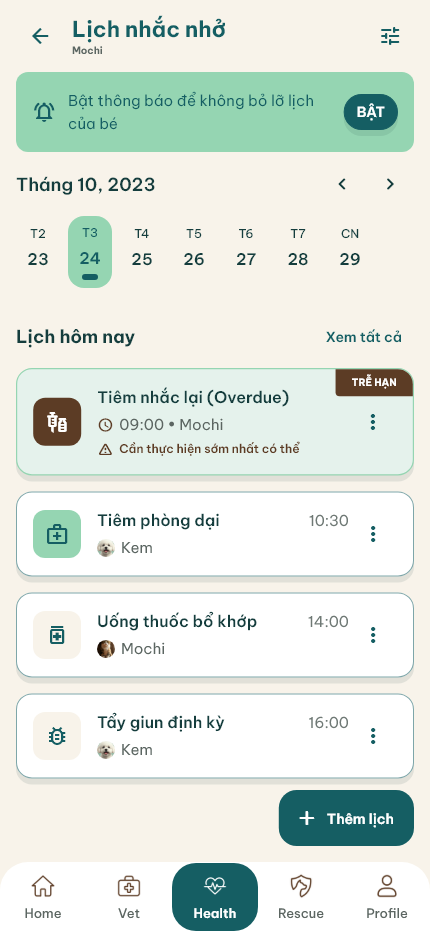 Lịch nhắc nhở
Mochi
Bật thông báo để không bỏ lỡ lịch
của bé
BẬT
Tháng 10, 2023
T2 T3 T4 T5 T6 T7 CN
23 24 25 26 27 28 29
Lịch hôm nay
Xem tất cả
TRỄ HẠN
Tiêm nhắc lại (Overdue)
09:00 • Mochi
Cần thực hiện sớm nhất có thể
Tiêm phòng dại
10:30
Kem
Uống thuốc bổ khớp
14:00
Mochi
Tẩy giun định kỳ
16:00
Kem
+ Thêm lịch
Home Vet Health Rescue Profile